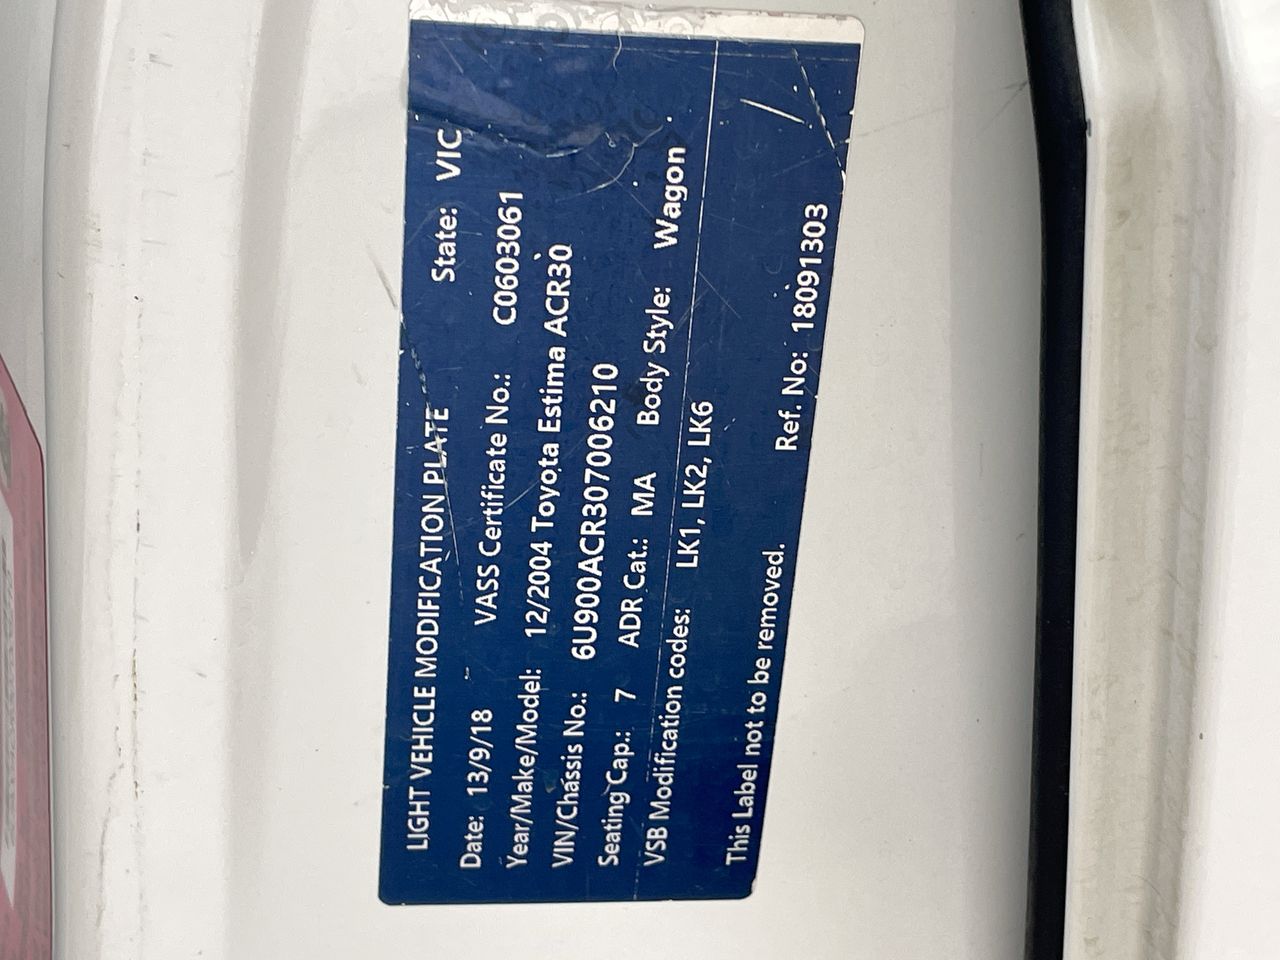 LIGHT VEHICLE MODIFICATION PLATE State: VIC
Date: 13/9/18 VASS Certificate No.: C0603061
Year/Make/Model: 12/2004 Toyota Estima ACR30
VIN/Chassis No.: 6U900ACR307006210
Seating Cap.: 7 ADR Cat.: MA Body Style: Wagon
VSB Modification codes: LK1, LK2, LK6
This Label not to be removed. Ref. No: 18091303